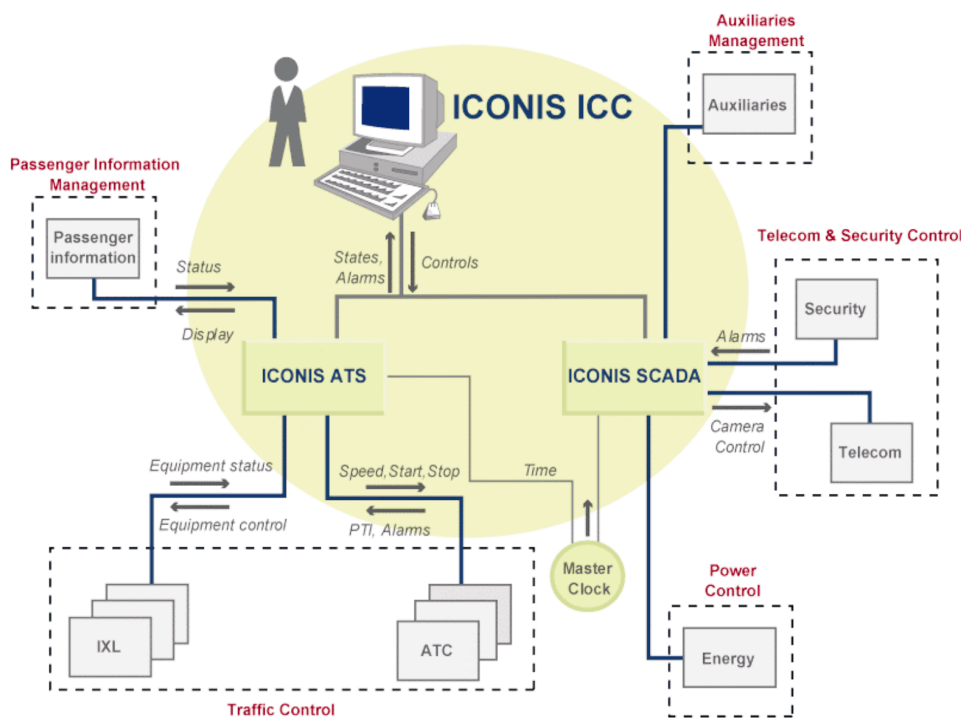 Auxiliaries
Management
Auxiliaries
ICONIS ICC
Passenger Information
Management
Passenger
information
Status
Display
States,
Alarms
Controls
Telecom & Security Control
Security
Alarms
Camera
Control
Telecom
ICONIS ATS
ICONIS SCADA
Equipment status
Equipment control
Speed,Start,Stop
PTI, Alarms
Time
Master
Clock
IXL
ATC
Traffic Control
Power
Control
Energy